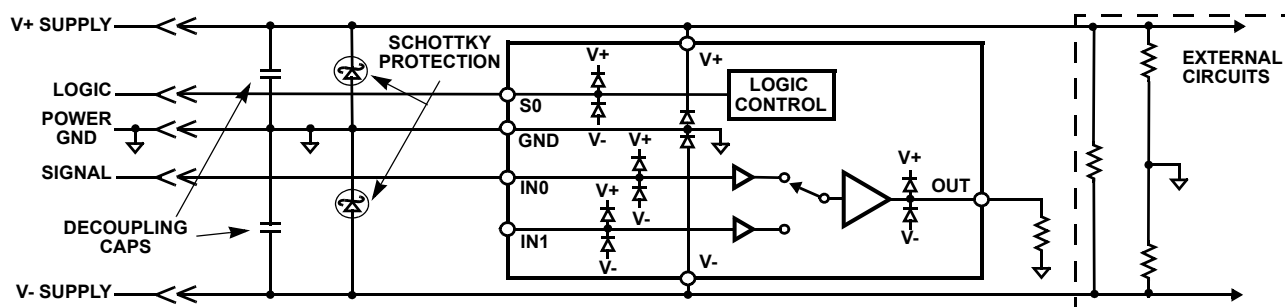 V+ SUPPLY
LOGIC
POWER
GND
SIGNAL
DECOUPLING
CAPS
V- SUPPLY
SCHOTTKY
PROTECTION
V+
V+
LOGIC
CONTROL
S0
V-
GND
V+
IN0
V+
V-
IN1
V-
V+
OUT
V-
V-
EXTERNAL
CIRCUITS